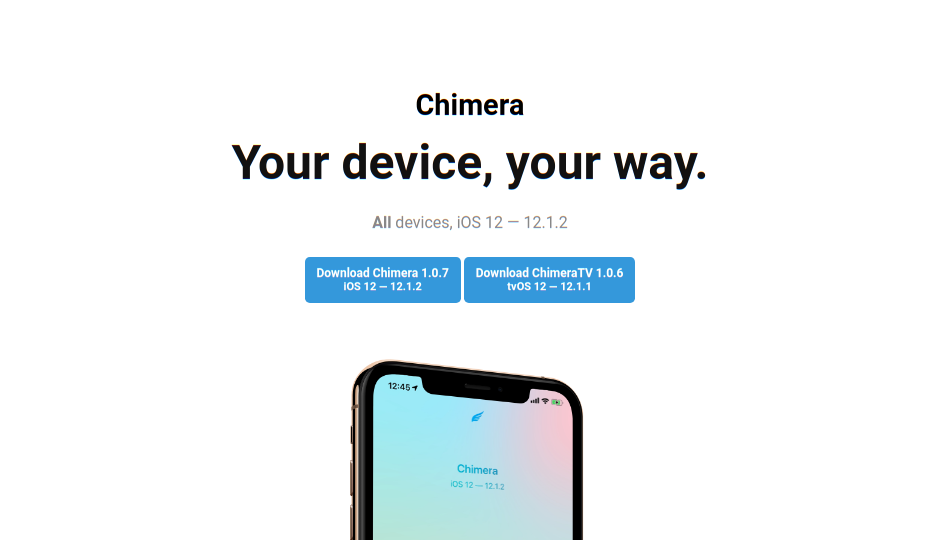 Chimera
Your device, your way.
All devices, iOS 12 — 12.1.2
Download Chimera 1.0.7
iOS 12 — 12.1.2
Download ChimeraTV 1.0.6
tvOS 12 — 12.1.1
12:45
Chimera
iOS 12 — 12.1.2